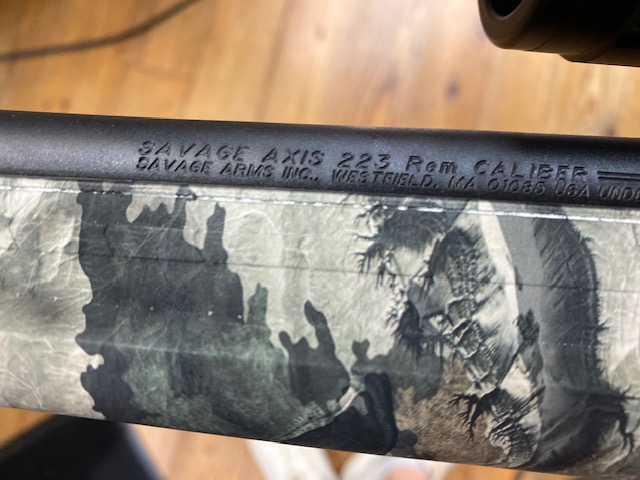 SAVAGE AXIS 223 Rem CALIBER
SAVAGE ARMS INC., WESTFIELD, MA 01085 USA